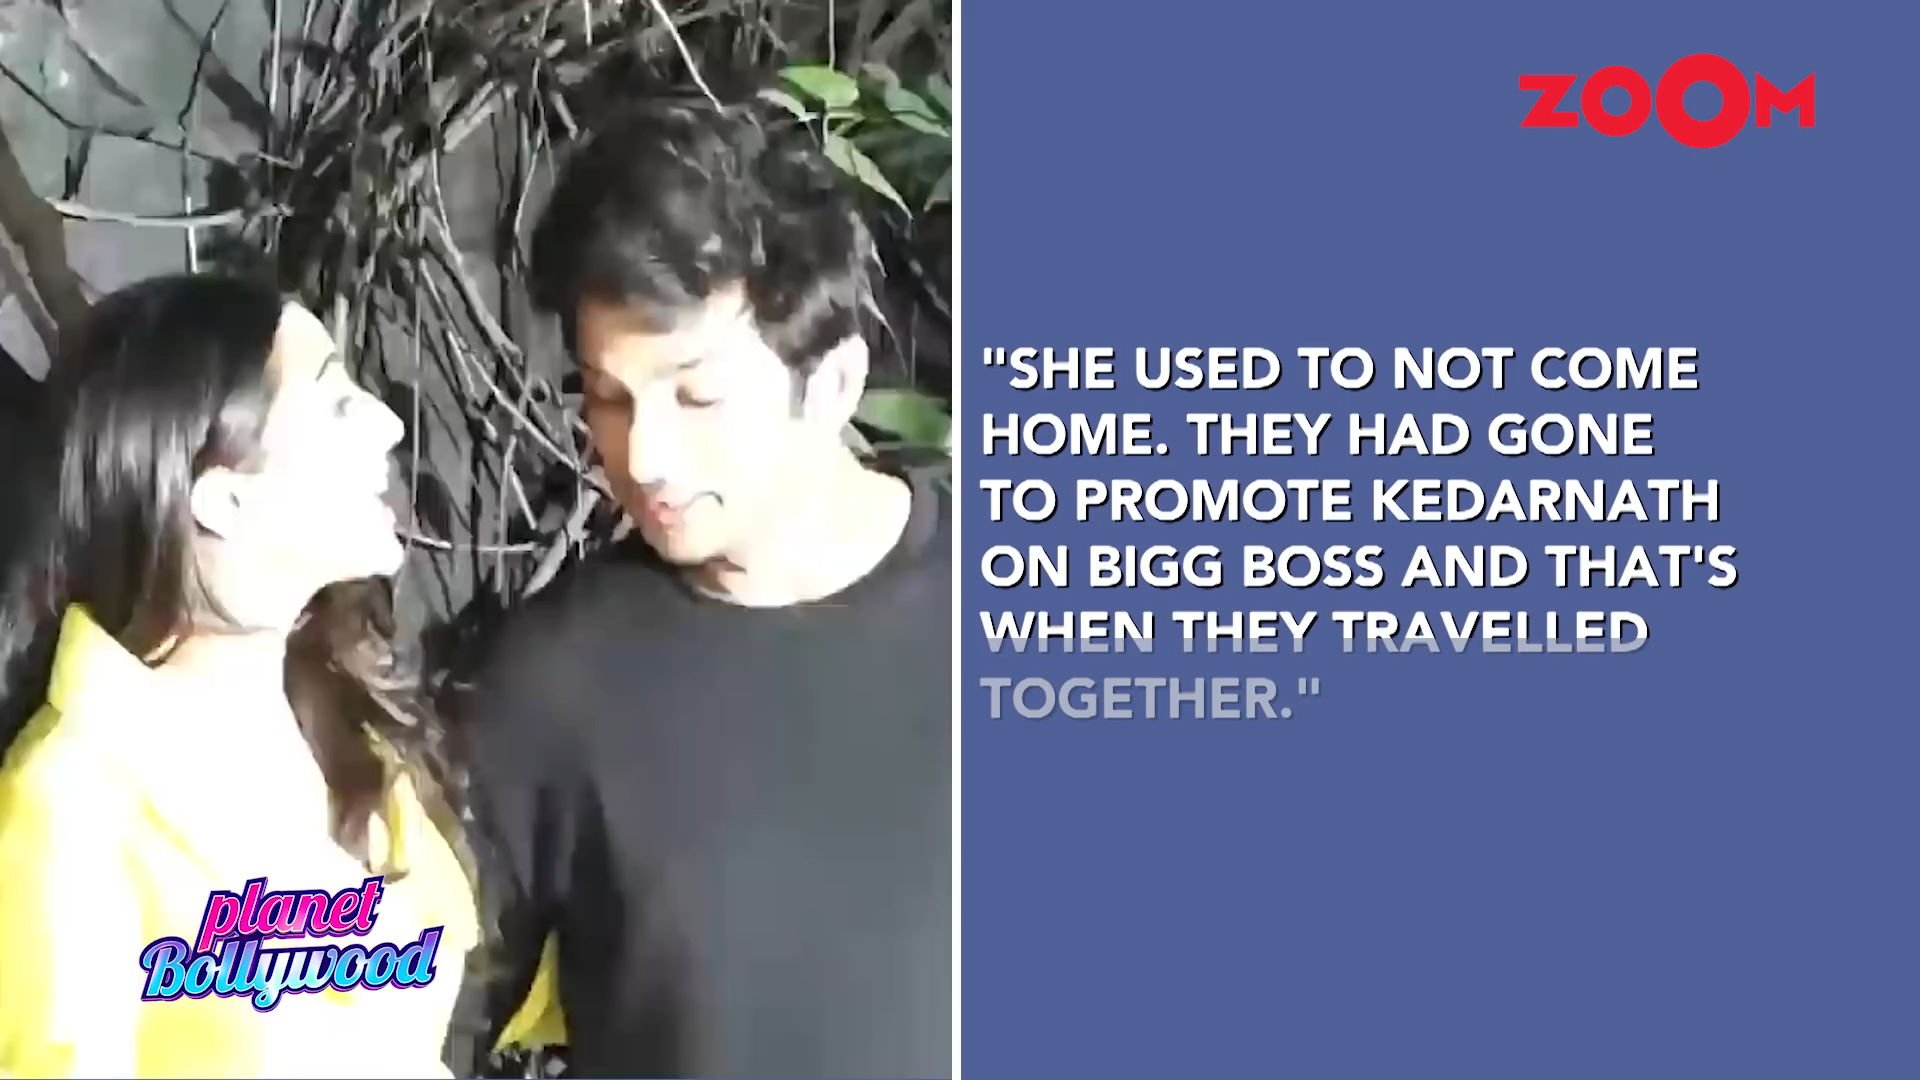 ZOOM
"SHE USED TO NOT COME
HOME. THEY HAD GONE
TO PROMOTE KEDARNATH
ON BIGG BOSS AND THAT'S
WHEN THEY TRAVELLED
TOGETHER."
planet
Bollywood